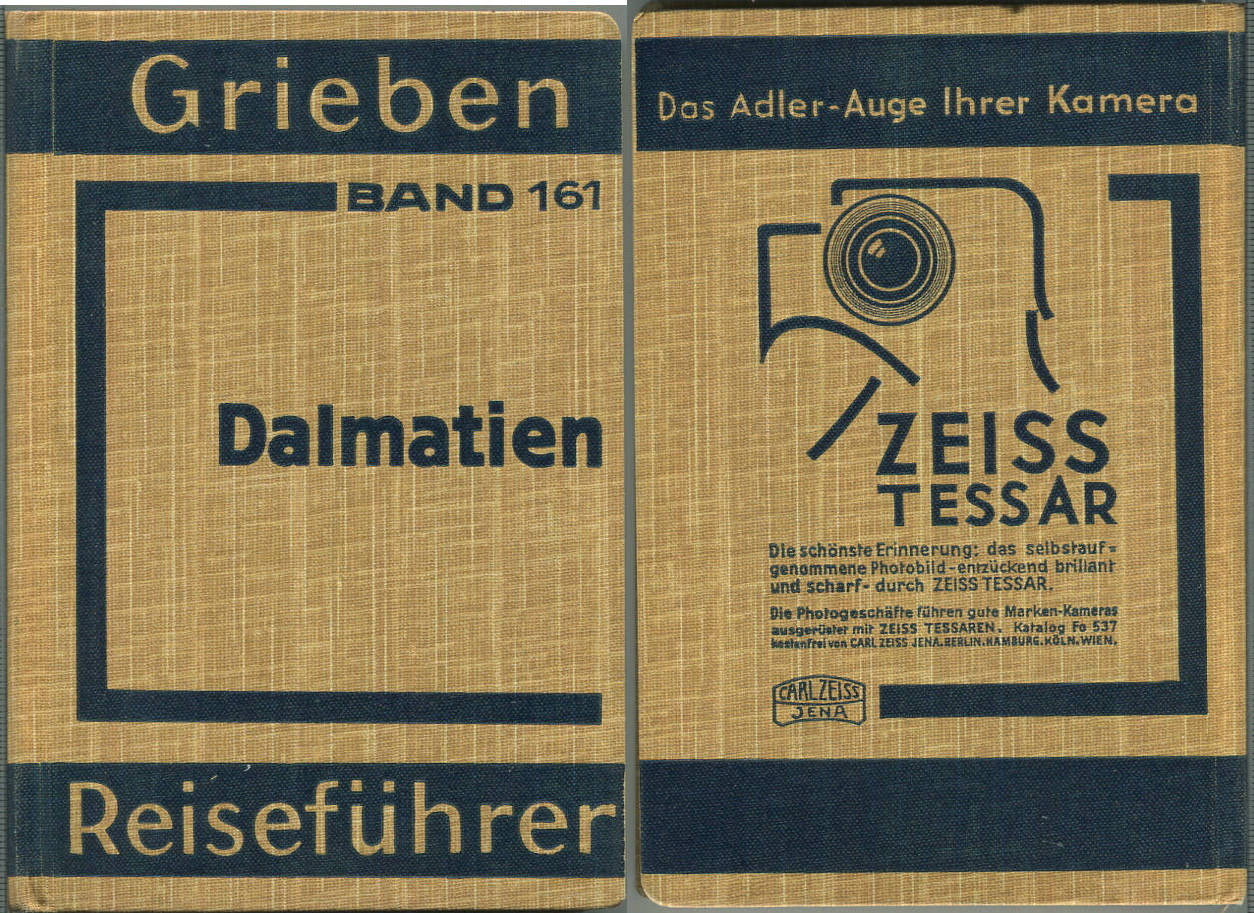 Grieben
BAND 161
Dalmatien
Reiseführer
Das Adler-Auge Ihrer Kamera
ZEISS
TESSAR
Die schönste Erinnerung: das selbstauf=
genommene Photobild-entzückend brillant
und scharf- durch ZEISS TESSAR.
Die Photogeschäfte führen gute Marken-Kameras
ausgerüstet mit ZEISS TESSAREN. Katalog Fo 537
kostenfrei von CARL ZEISS JENA.BERLIN.HAMBURG.KÖLN.WIEN.
CARL ZEISS
JENA